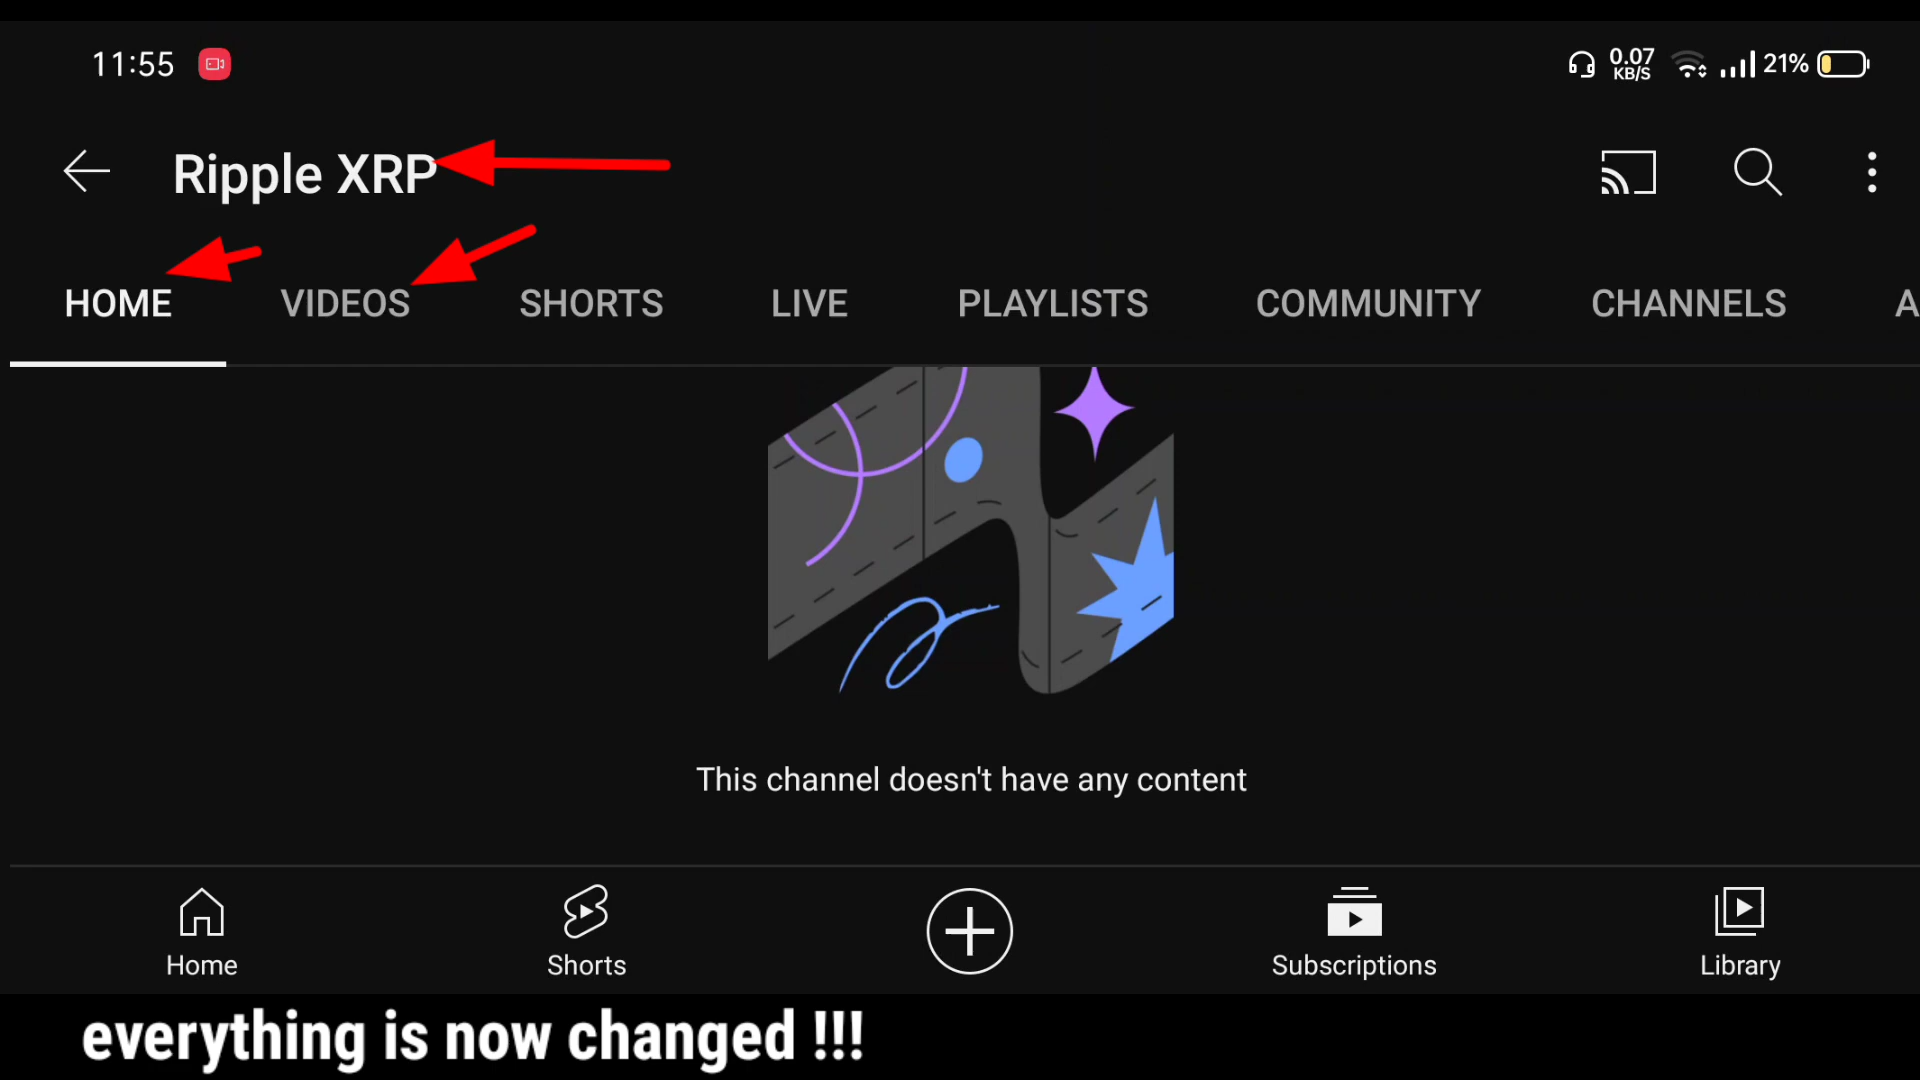 11:55 0.07 KB/S 21%
Ripple XRP
HOME VIDEOS SHORTS LIVE PLAYLISTS COMMUNITY CHANNELS A
This channel doesn't have any content
Home Shorts Subscriptions Library
everything is now changed !!!